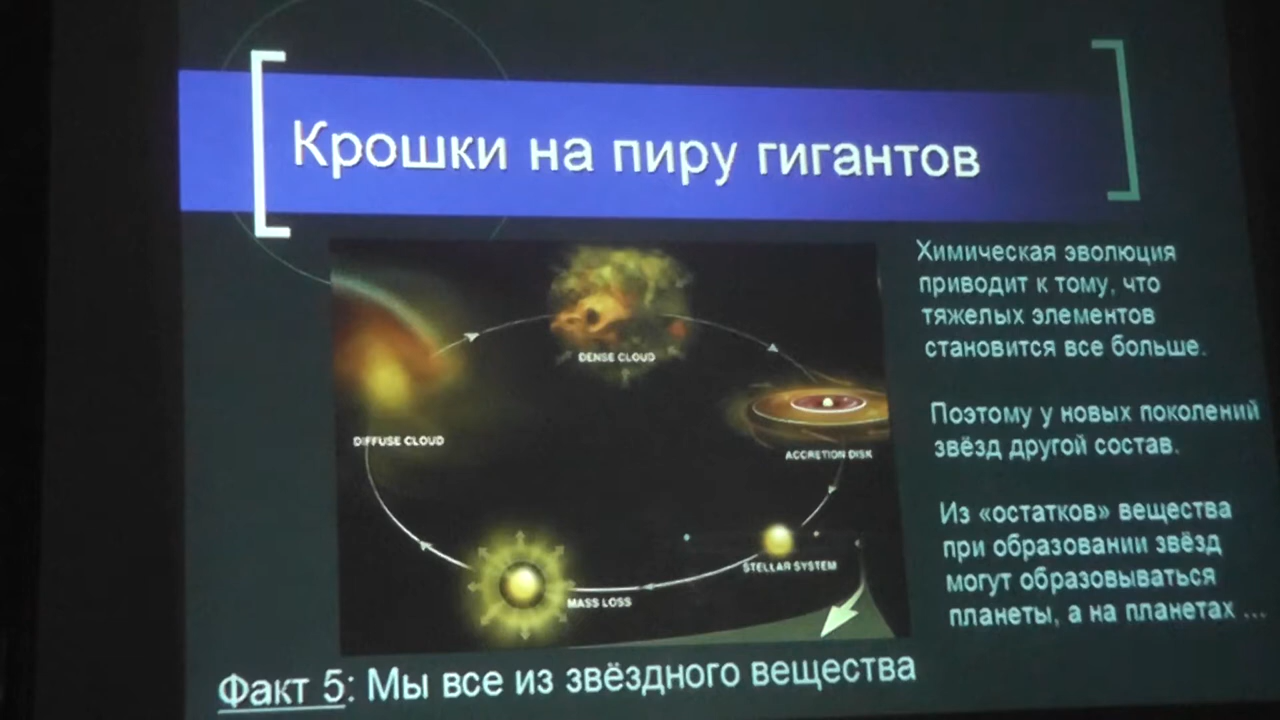 Крошки на пиру гигантов
Химическая эволюция
приводит к тому, что
тяжелых элементов
становится все больше.
Поэтому у новых поколений
звёзд другой состав.
Из «остатков» вещества
при образовании звёзд
могут образовываться
планеты, а на планетах ...
DENSE CLOUD
DIFFUSE CLOUD
ACCRETION DISK
STELLAR SYSTEM
MASS LOSS
Факт 5: Мы все из звёздного вещества